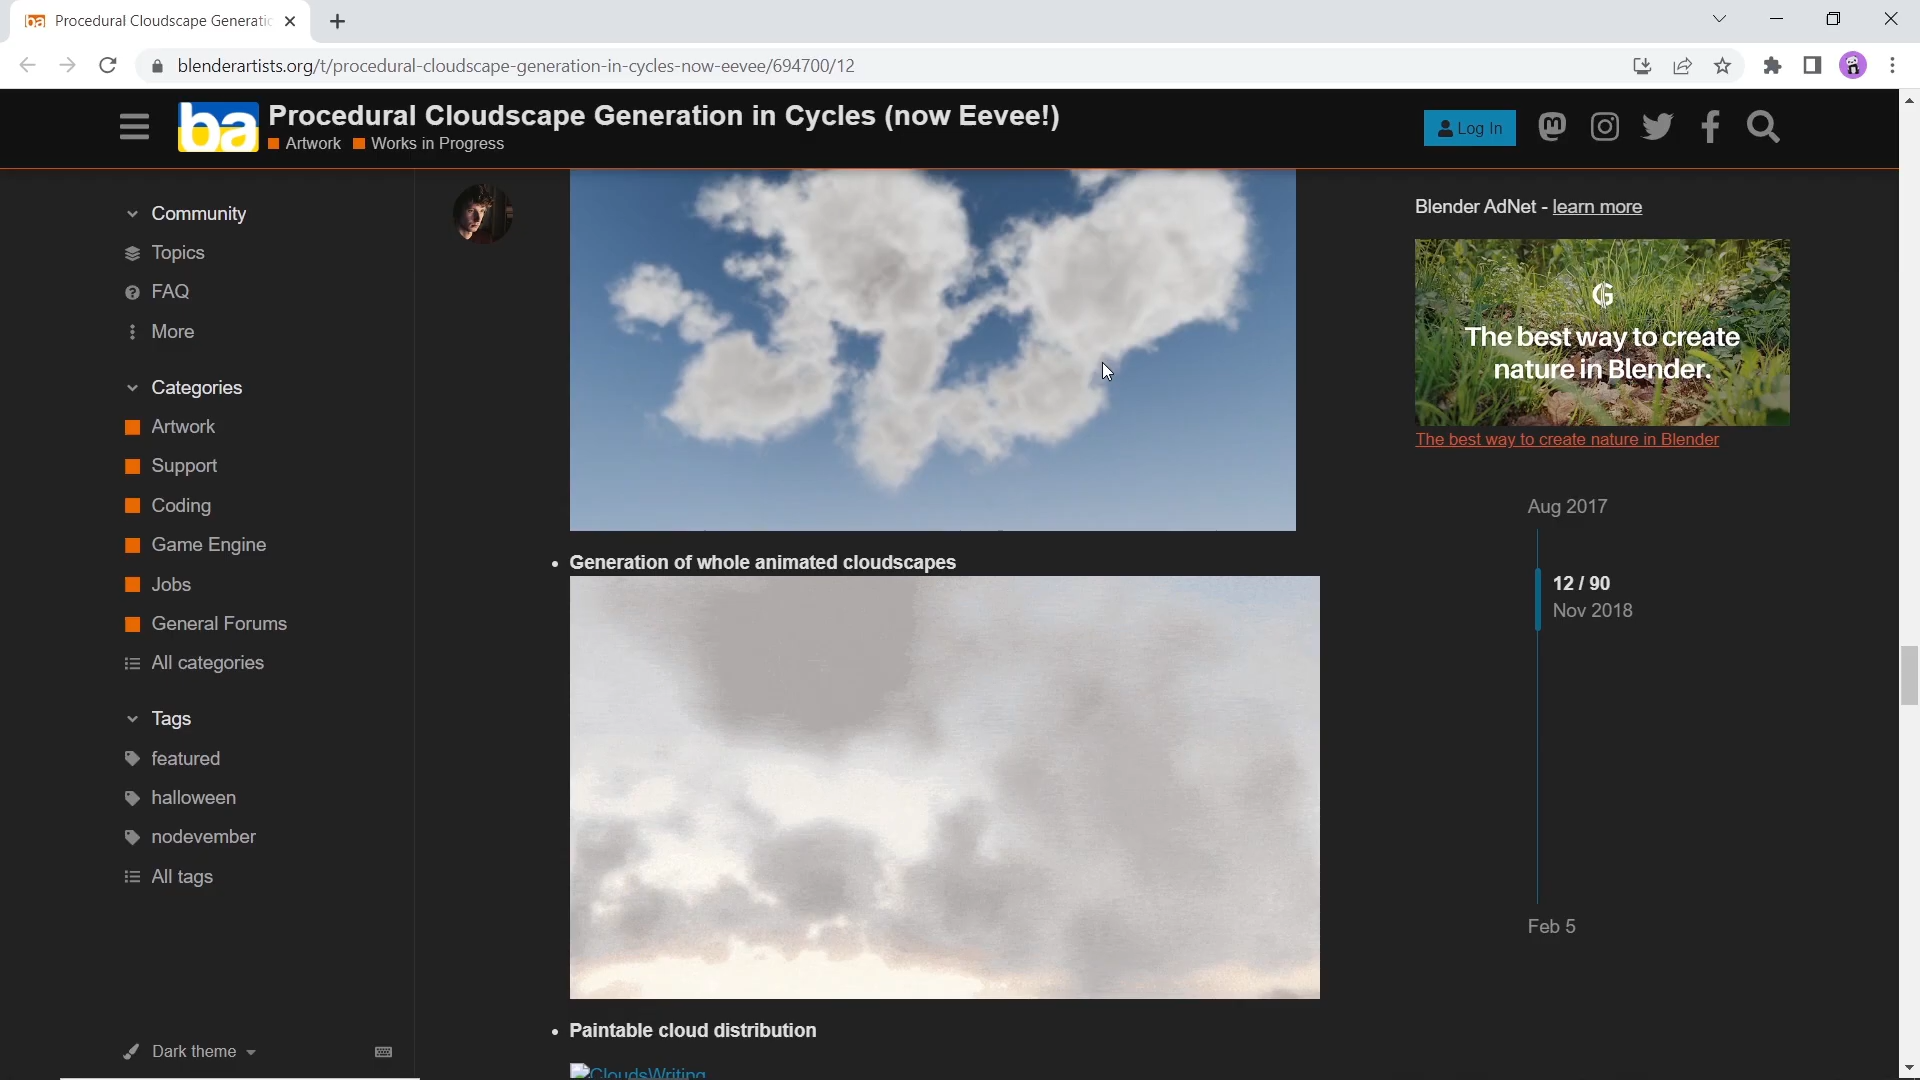 Procedural Cloudscape Generatic
blenderartists.org/t/procedural-cloudscape-generation-in-cycles-now-eevee/694700/12
ba
Procedural Cloudscape Generation in Cycles (now Eevee!)
Artwork Works in Progress
Log In
Community
Topics
FAQ
More
Categories
Artwork
Support
Coding
Game Engine
Jobs
General Forums
All categories
Tags
featured
halloween
nodevember
All tags
Dark theme
Generation of whole animated cloudscapes
Paintable cloud distribution
CloudsWriting
Blender AdNet - learn more
The best way to create
nature in Blender.
The best way to create nature in Blender
Aug 2017
12 / 90
Nov 2018
Feb 5